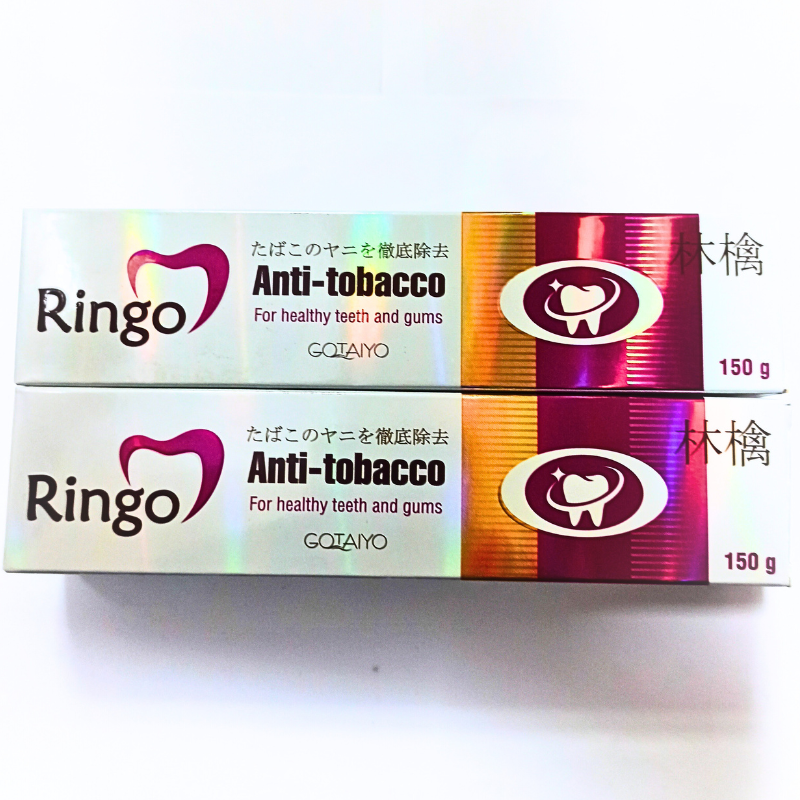 Ringo
たばこのヤニを徹底除去
Anti-tobacco
For healthy teeth and gums
GOTAIYO
林檎
150 g
Ringo
たばこのヤニを徹底除去
Anti-tobacco
For healthy teeth and gums
GOTAIYO
林檎
150 g